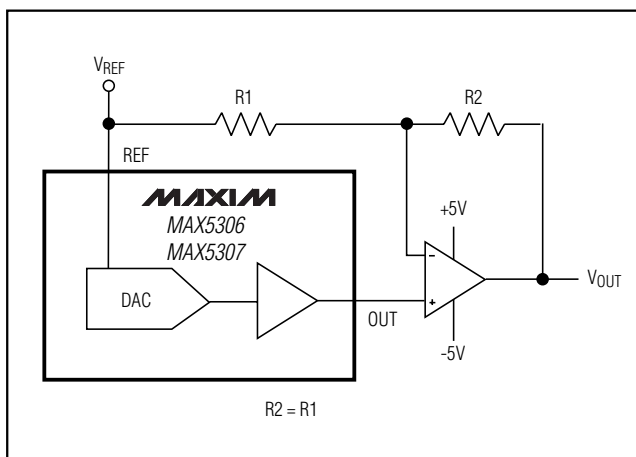 VREF
R1
R2
REF
MAXIM
MAX5306
MAX5307
+5V
-
DAC
+
VOUT
OUT
-5V
R2 = R1